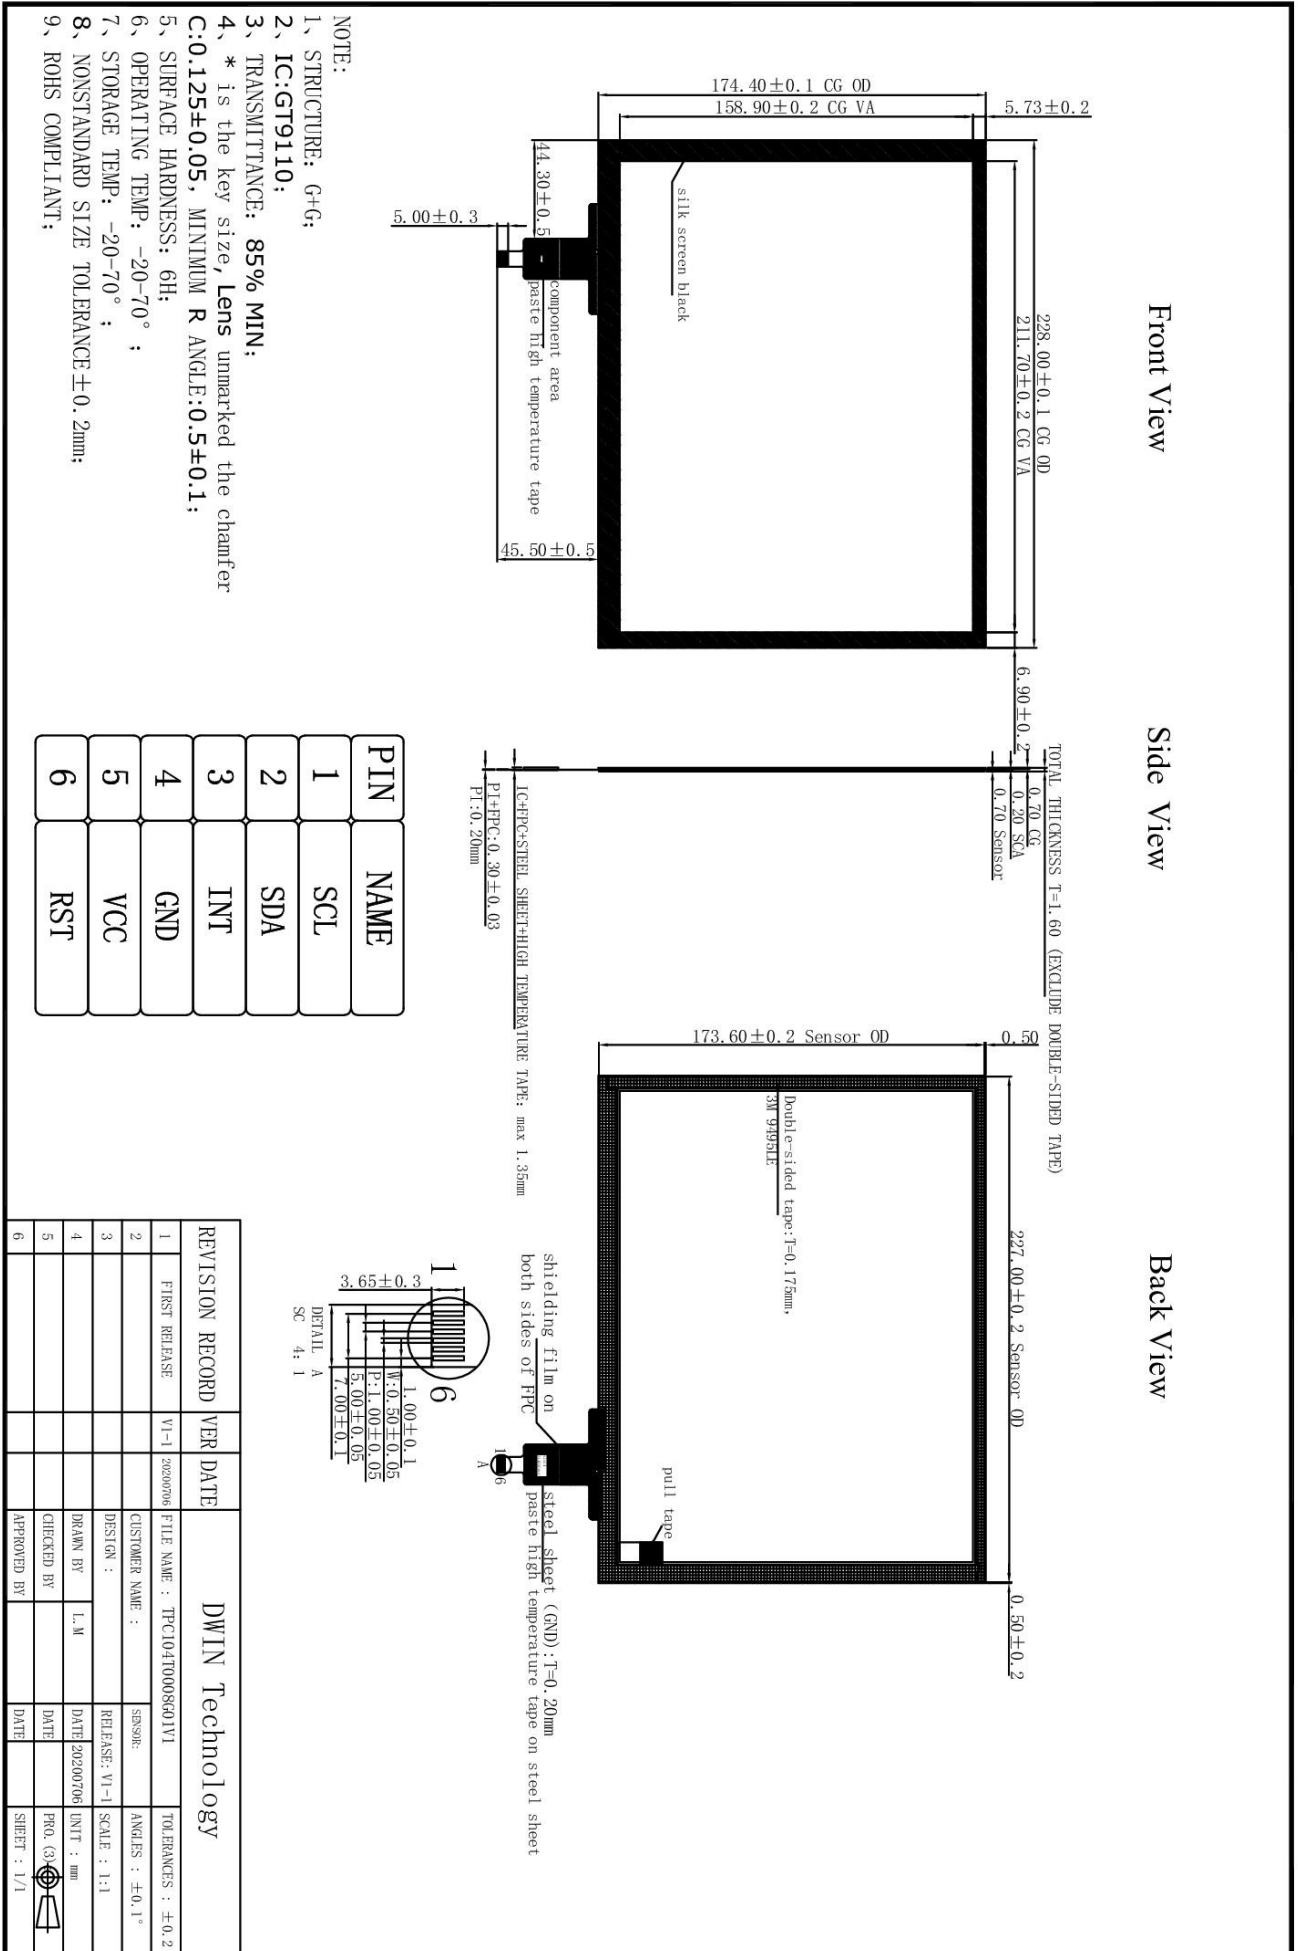 Front View
Side View
Back View
228.00±0.1 CG OD
211.70±0.2 CG VA
6.90±0.2
174.40±0.1 CG OD
158.90±0.2 CG VA
5.73±0.2
silk screen black
44.30±0.5
component area
paste high temperature tape
5.00±0.3
45.50±0.5
TOTAL THICKNESS T=1.60 (EXCLUDE DOUBLE-SIDED TAPE)
0.70 CG
0.20 SCA
0.70 Sensor
IC+FPC+STEEL SHEET+HIGH TEMPERATURE TAPE: max 1.35mm
PI+FPC:0.30±0.03
PI:0.20mm
227.00±0.2 Sensor OD
0.50±0.2
173.60±0.2 Sensor OD
0.50
Double-sided tape:T=0.175mm,
3M 9495LE
pull tape
shielding film on
both sides of FPC
steel sheet (GND):T=0.20mm
paste high temperature tape on steel sheet
1
6
A
1
6
3.65±0.3
1.00±0.1
W:0.50±0.05
P:1.00±0.05
5.00±0.05
7.00±0.1
DETAIL A
SC 4:1
NOTE:
1、STRUCTURE: G+G;
2、IC:GT9110;
3、TRANSMITTANCE: 85% MIN;
4、* is the key size, Lens unmarked the chamfer
C:0.125±0.05, MINIMUM R ANGLE:0.5±0.1;
5、SURFACE HARDNESS: 6H;
6、OPERATING TEMP: -20-70°;
7、STORAGE TEMP: -20-70°;
8、NONSTANDARD SIZE TOLERANCE±0.2mm;
9、ROHS COMPLIANT;
PIN NAME
1 SCL
2 SDA
3 INT
4 GND
5 VCC
6 RST
REVISION RECORD VER DATE
1 FIRST RELEASE V1-1 20200706
2
3
4
5
6
DWIN Technology
FILE NAME : TPC104T0008G01V1 TOLERANCES : ±0.2
CUSTOMER NAME : SENSOR: ANGLES : ±0.1°
DESIGN : RELEASE: V1-1 SCALE : 1:1
DRAWN BY L.M DATE 20200706 UNIT : mm
CHECKED BY DATE PRO. (3)
APPROVED BY DATE SHEET : 1/1